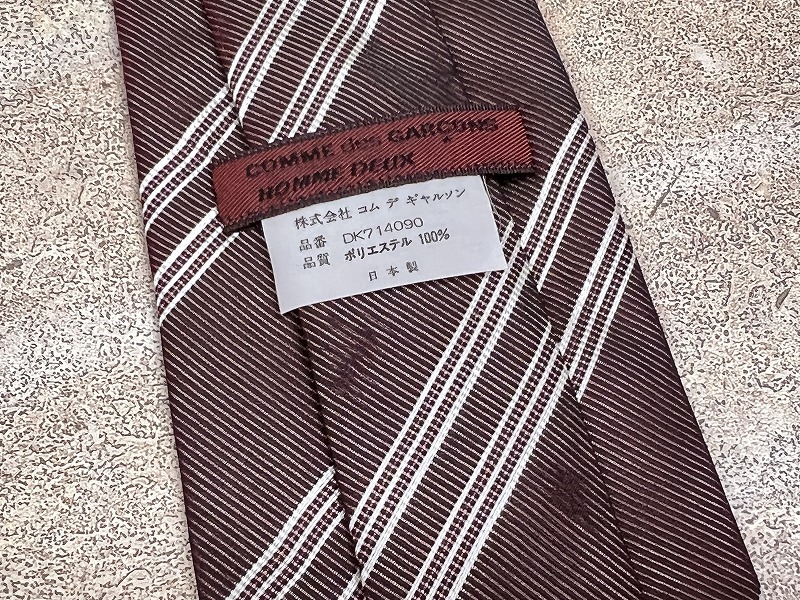 COMME des GARÇONS
HOMME DEUX
株式会社 コム デ ギャルソン
品番 DK714090
品質 ポリエステル 100%
日本製